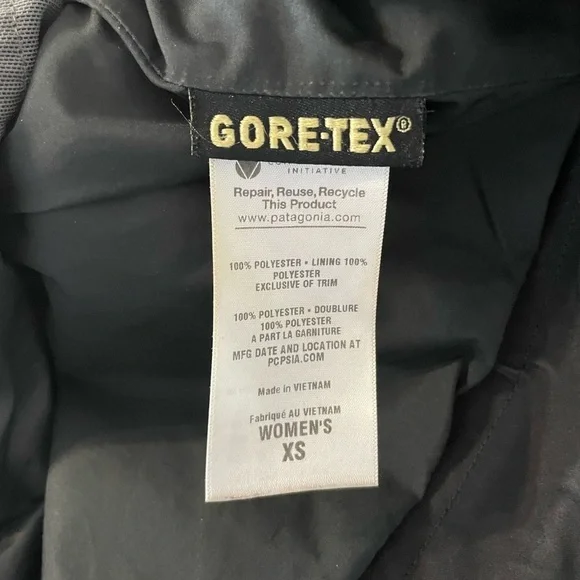 GORE-TEX®
INITIATIVE
Repair, Reuse, Recycle
This Product
www.patagonia.com
100% POLYESTER • LINING 100%
POLYESTER
EXCLUSIVE OF TRIM
100% POLYESTER • DOUBLURE
100% POLYESTER
A PART LA GARNITURE
MFG DATE AND LOCATION AT
PCPSIA.COM
Made in VIETNAM
Fabriqué AU VIETNAM
WOMEN'S
XS